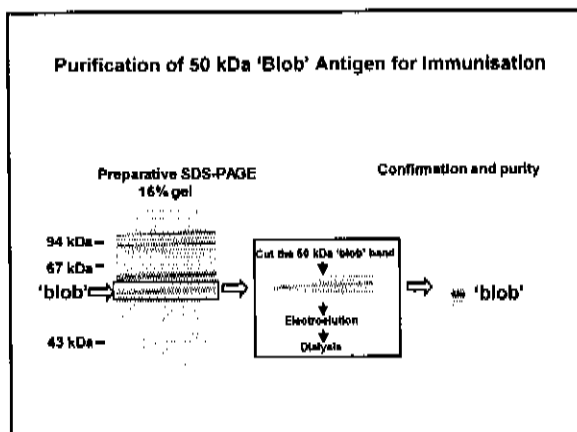 Purification of 50 kDa 'Blob' Antigen for Immunisation
Preparative SDS-PAGE
16% gel
Confirmation and purity
94 kDa
67 kDa
'blob'
43 kDa
Cut the 50 kDa 'blob' band
Electroelution
Dialysis
'blob'